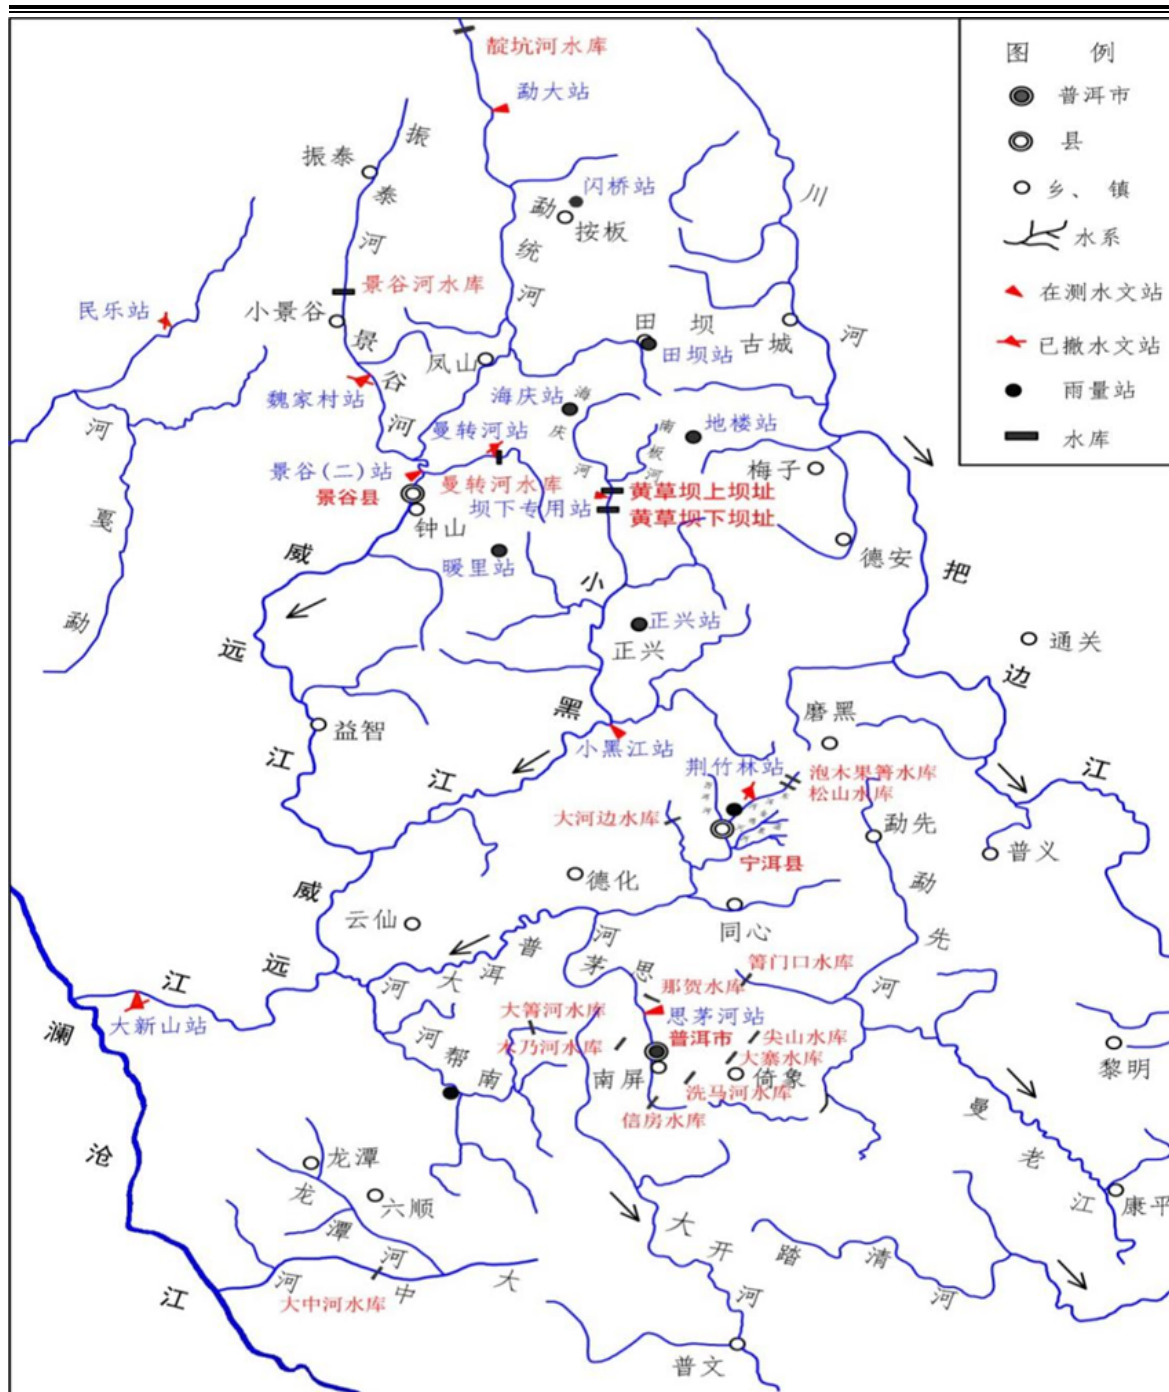 图 例
普洱市
县
乡、镇
水系
在测水文站
已撤水文站
雨量站
水库
靛坑河水库
勐大站
振泰
振泰河
闪桥站
按板
勐统河
川河
景谷河水库
民乐站
小景谷
景谷河
凤山
田坝
田坝站
古城
魏家村站
海庆站
海庆河
曼转河站
南板河
地楼站
梅子
景谷(二)站
景谷县
曼转河水库
黄草坝上坝址
坝下专用站
黄草坝下坝址
钟山
暖里站
德安
勐戛河
威远江
小黑江
正兴站
正兴
把边江
通关
益智
磨黑
小黑江站
荆竹林站
泡木果箐水库
松山水库
大河边水库
宁洱县
勐先
普义
德化
云仙
同心
勐先河
威远江
普洱大河
思茅河
箐门口水库
那贺水库
大箐河水库
思茅河站
普洱市
木乃河水库
尖山水库
大寨水库
南屏
倚象
洗马河水库
信房水库
大新山站
南帮河
黎明
曼老江
康平
澜沧江
龙潭
六顺
龙潭河
大中河
大中河水库
大开河
踏清河
普文